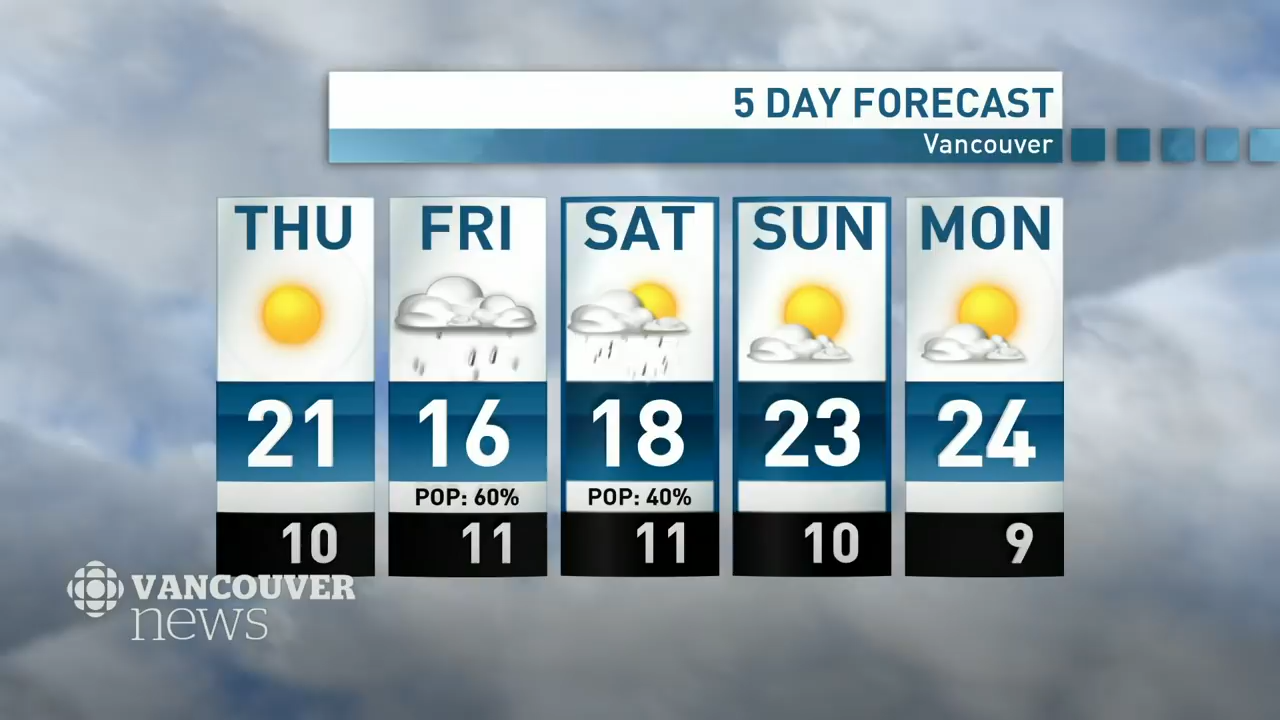 5 DAY FORECAST
Vancouver
THU FRI SAT SUN MON
21 16 18 23 24
POP: 60% POP: 40%
10 11 11 10 9
VANCOUVER
news